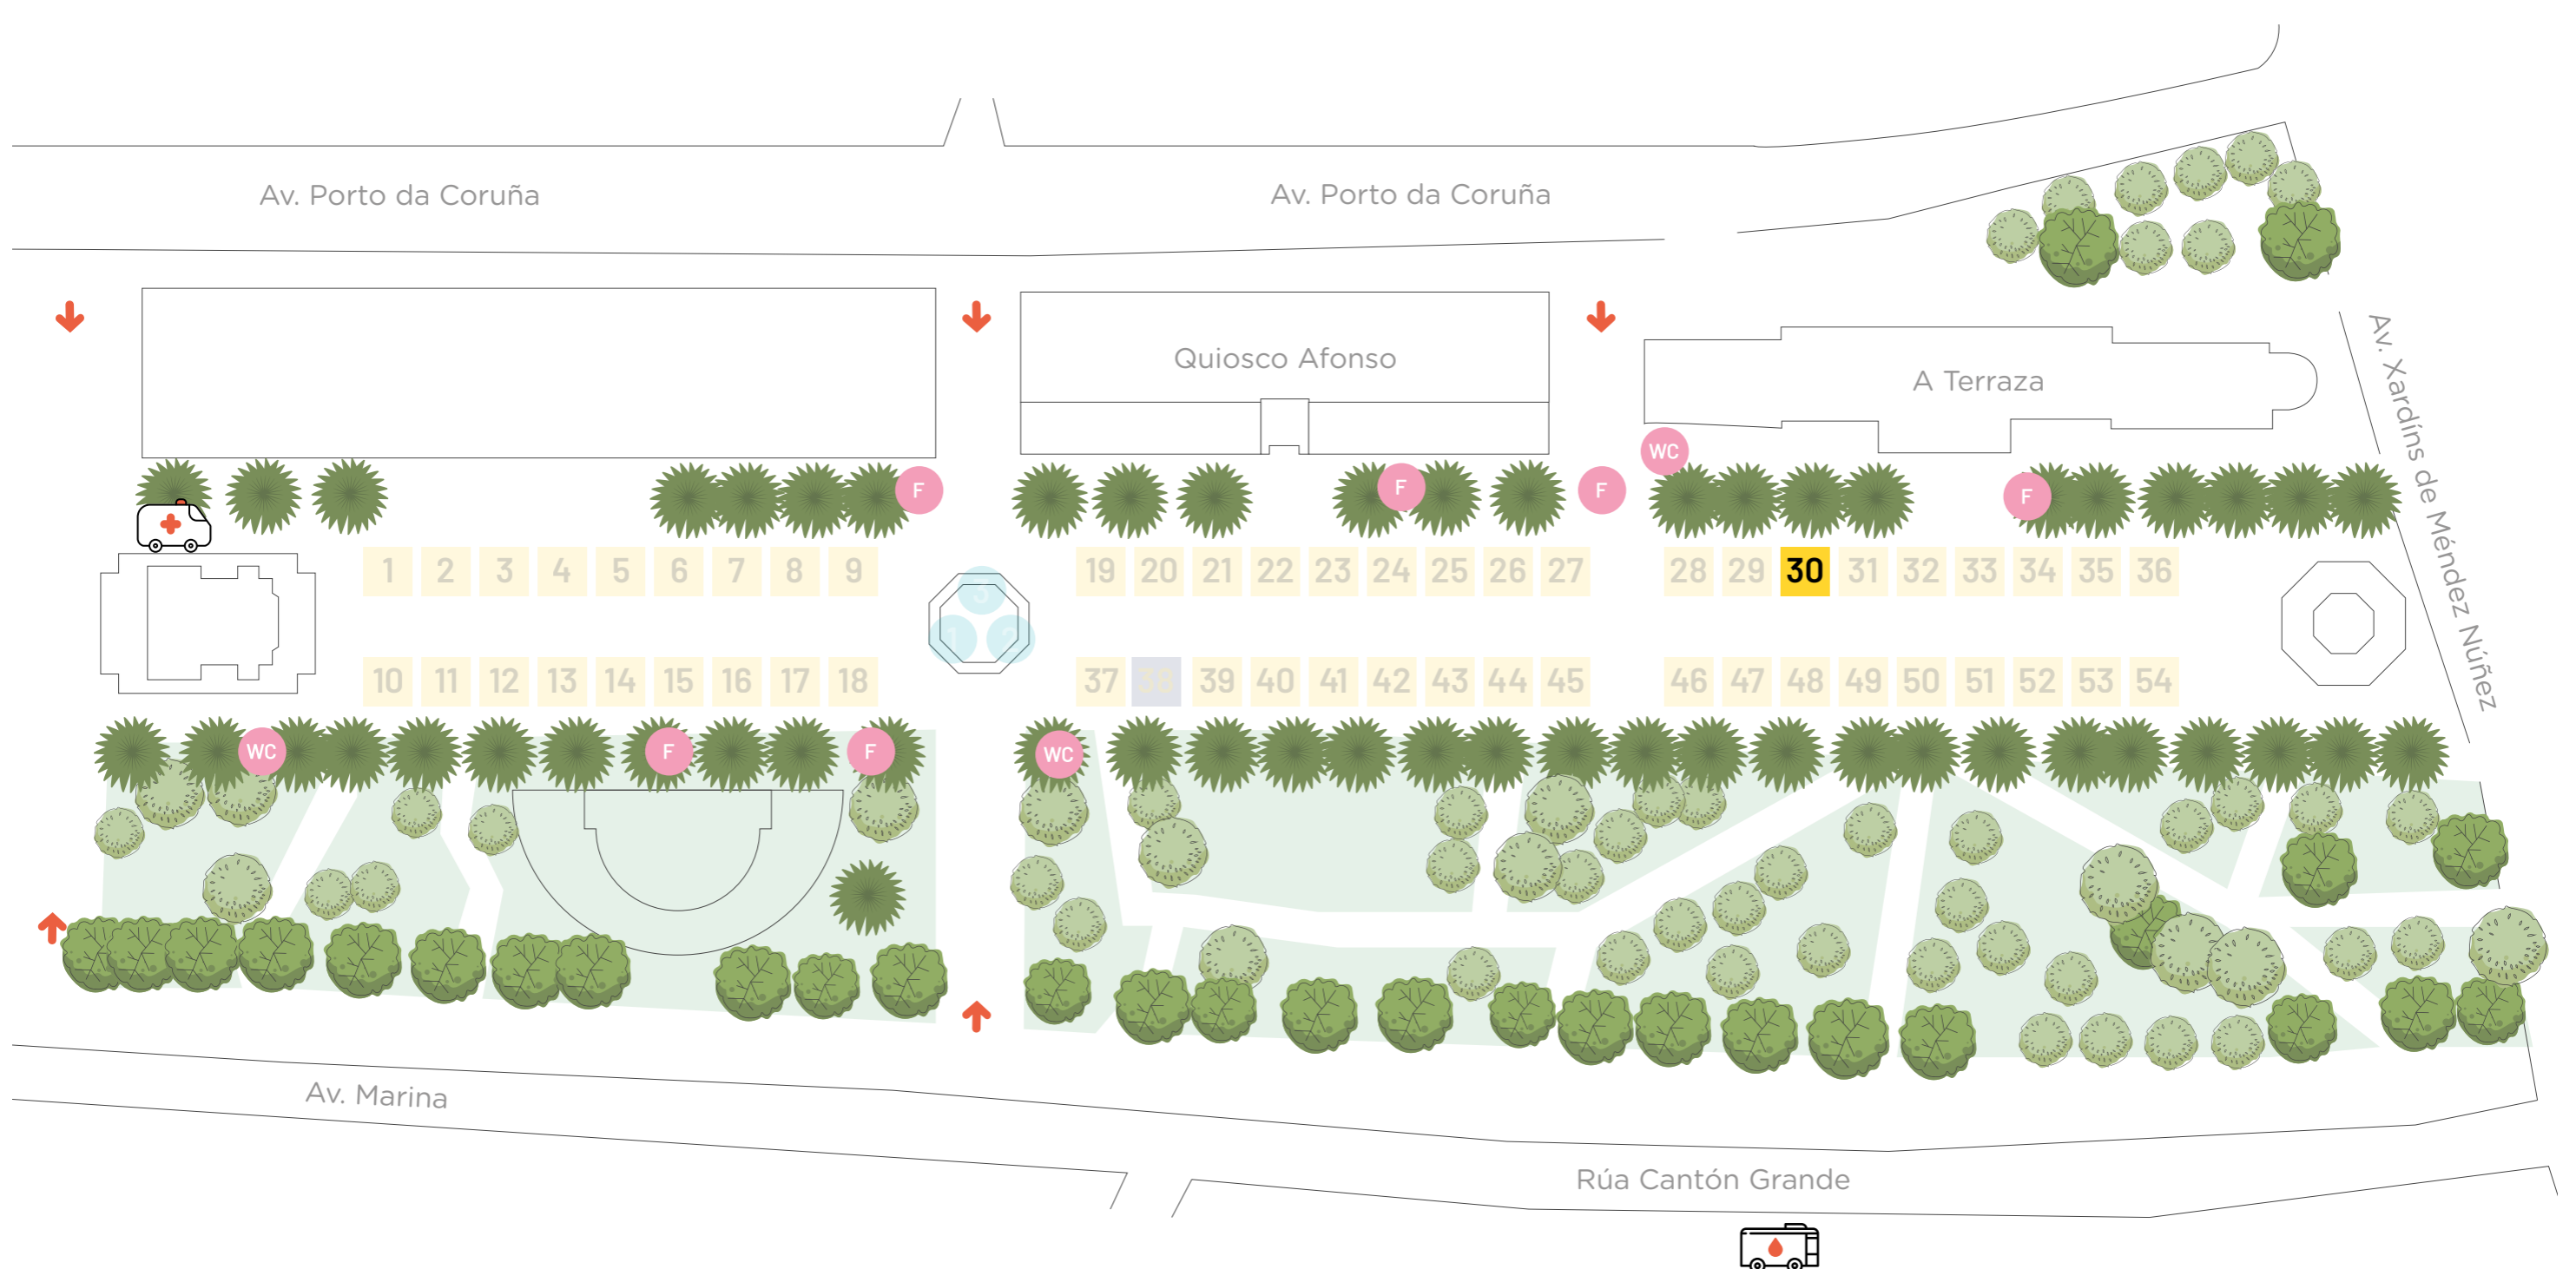 Av. Porto da Coruña
Av. Porto da Coruña
Quiosco Afonso
A Terraza
Av. Xardíns de Méndez Núñez
WC
F
F
F
F
1 2 3 4 5 6 7 8 9
19 20 21 22 23 24 25 26 27
28 29 30 31 32 33 34 35 36
3
1 2
10 11 12 13 14 15 16 17 18
37 38 39 40 41 42 43 44 45
46 47 48 49 50 51 52 53 54
WC
F
F
WC
Av. Marina
Rúa Cantón Grande